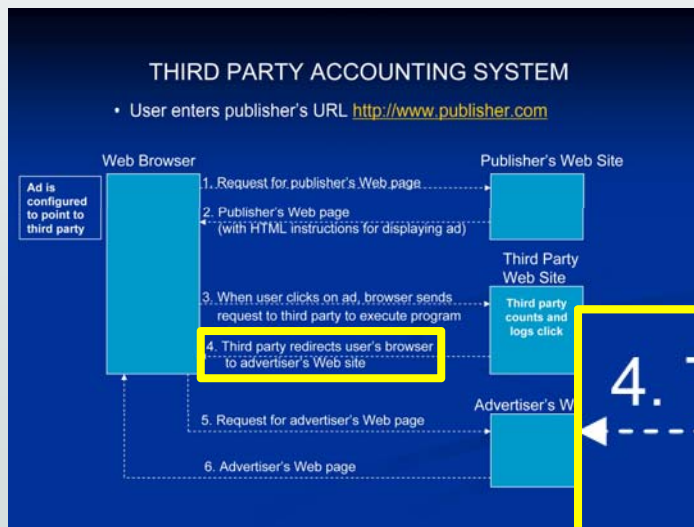 THIRD PARTY ACCOUNTING SYSTEM
• User enters publisher's URL http://www.publisher.com
Web Browser
Publisher's Web Site
Ad is
configured
to point to
third party
1. Request for publisher's Web page
2. Publisher's Web page
(with HTML instructions for displaying ad)
Third Party
Web Site
3. When user clicks on ad, browser sends
request to third party to execute program
Third party
counts and
logs click
4. Third party redirects user's browser
to advertiser's Web site
Advertiser's W
5. Request for advertiser's Web page
6. Advertiser's Web page
4.